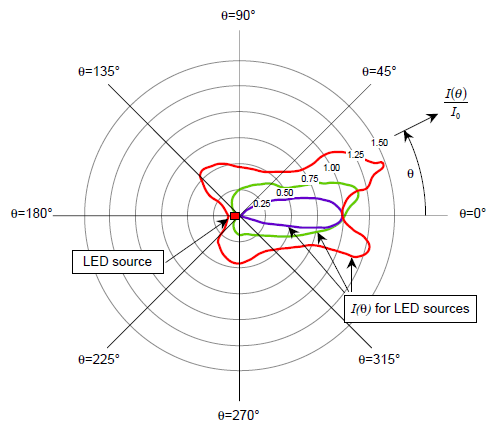 θ=90°
θ=135°
θ=45°
I(θ)
I₀
1.50
1.25
1.00
0.75
0.50
0.25
θ
θ=180°
θ=0°
LED source
I(θ) for LED sources
θ=225°
θ=315°
θ=270°